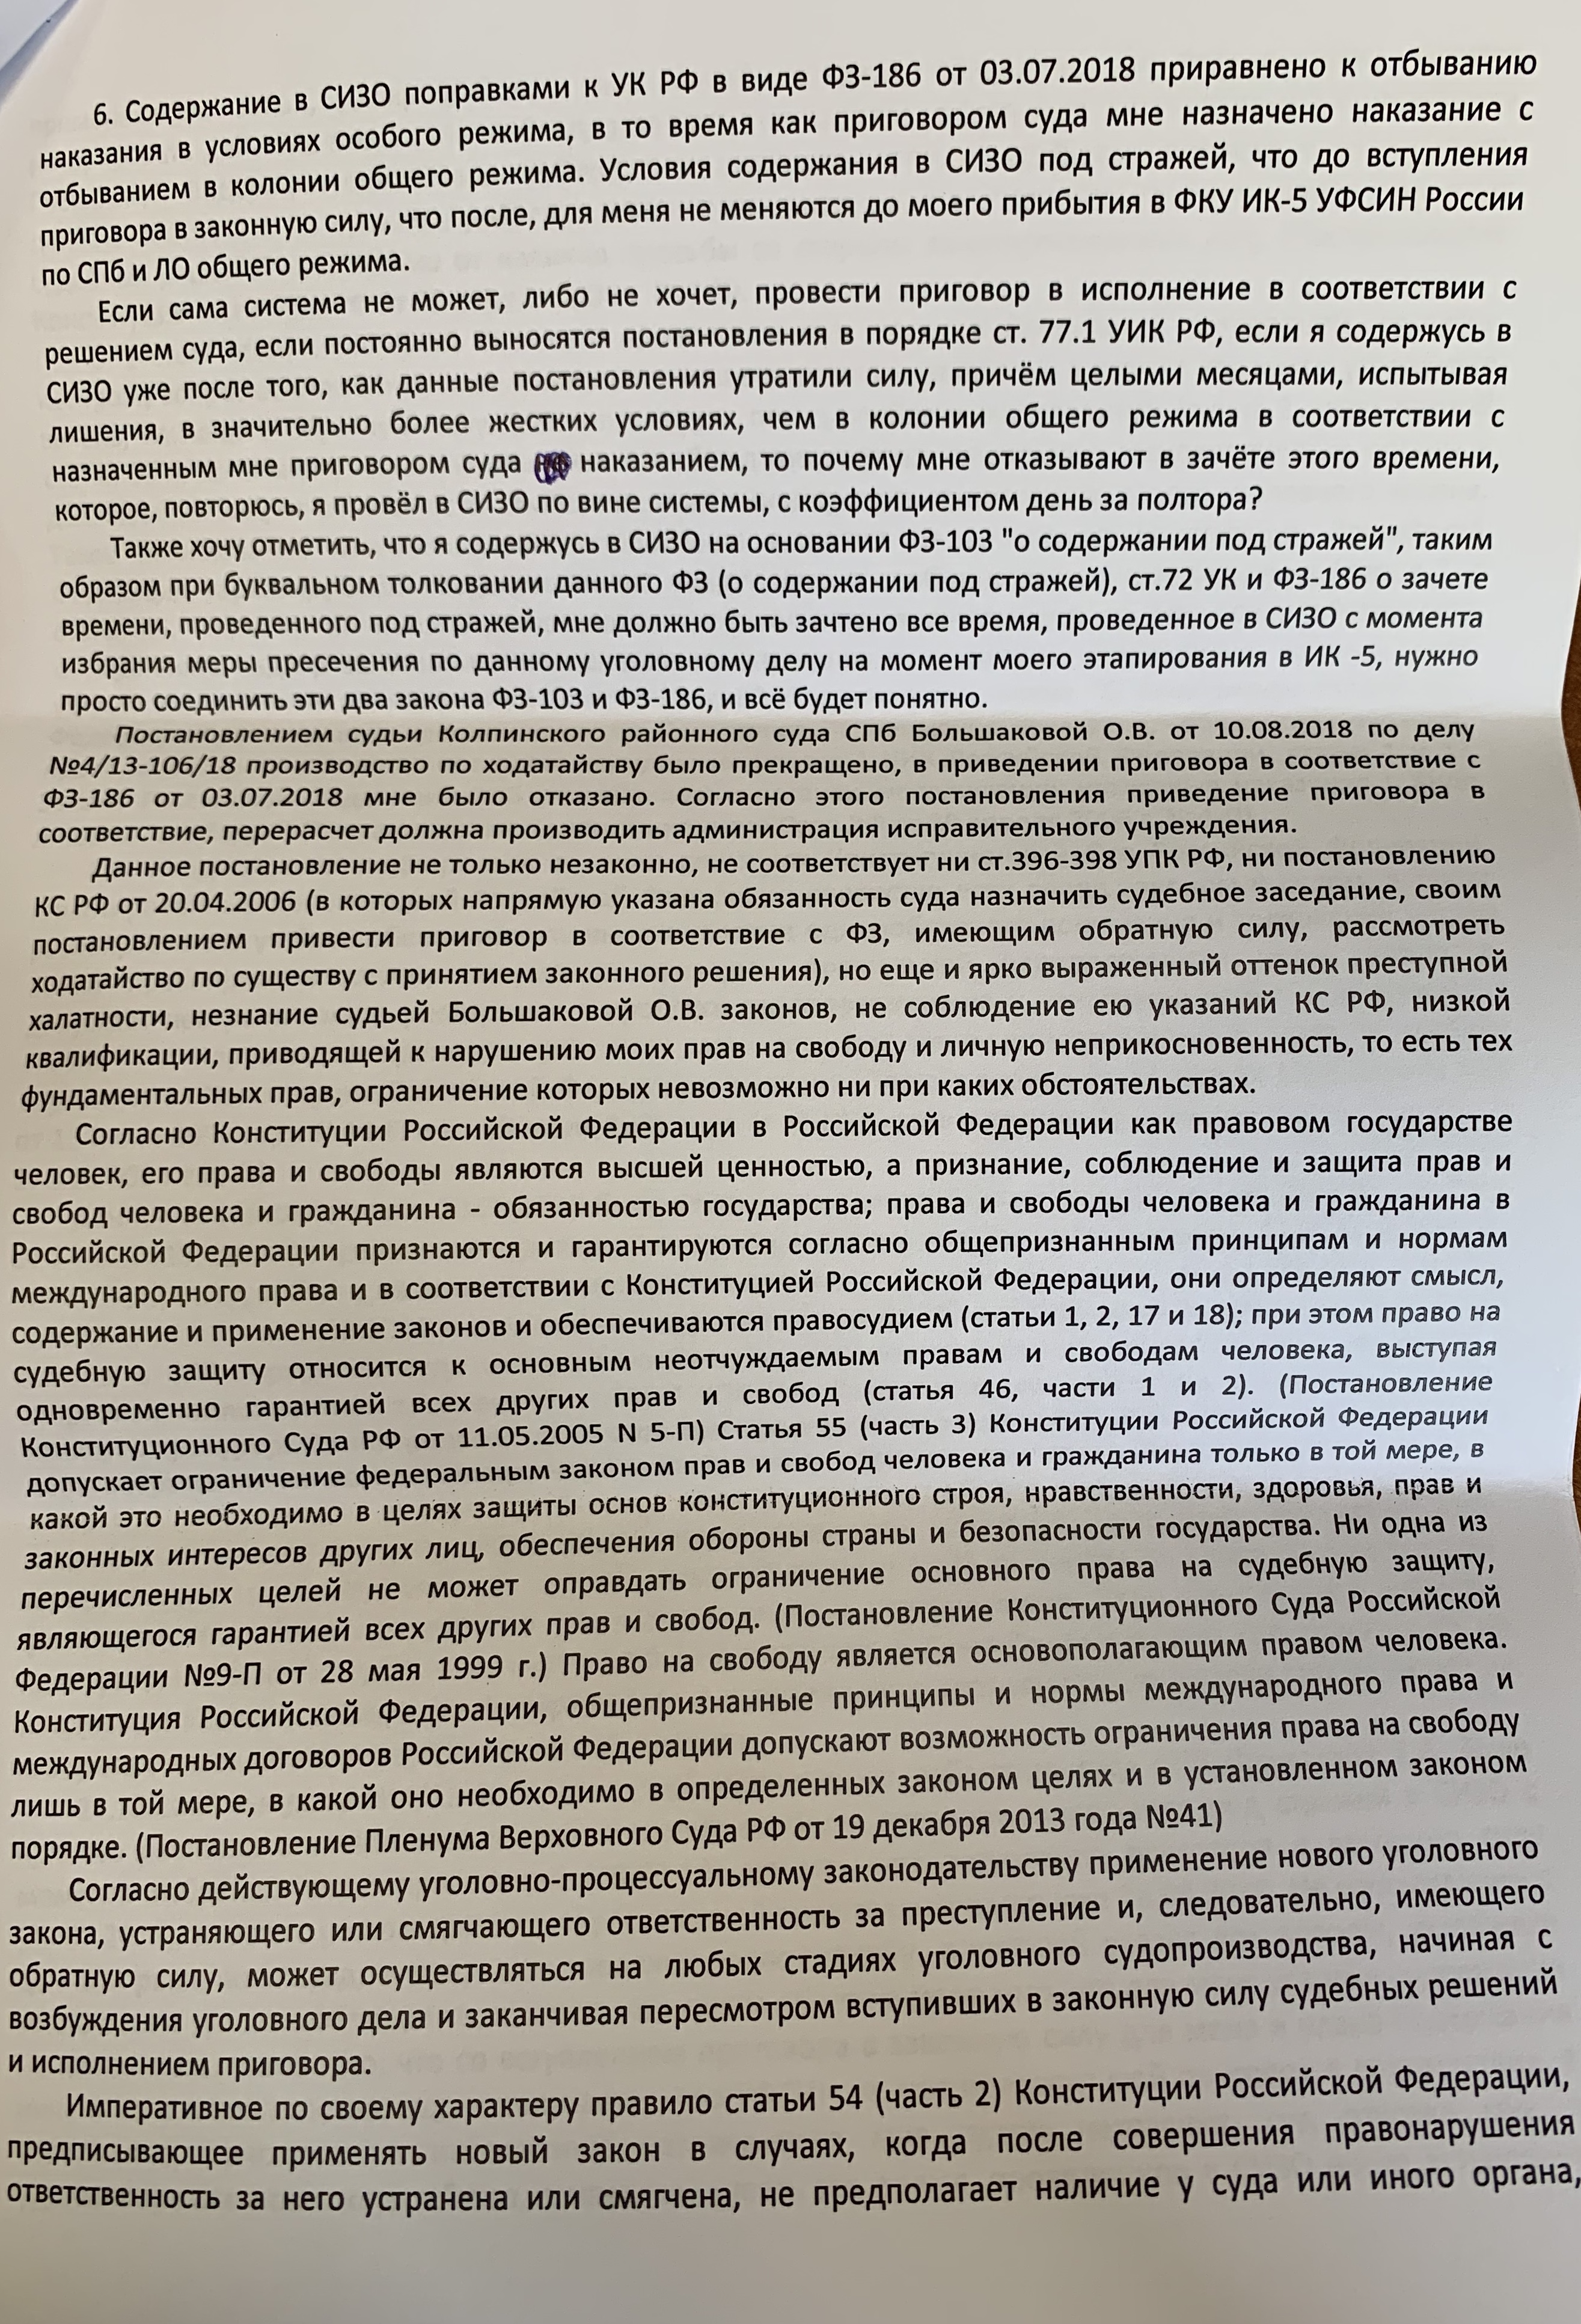 6. Содержание в СИЗО поправками к УК РФ в виде ФЗ-186 от 03.07.2018 приравнено к отбыванию
наказания в условиях особого режима, в то время как приговором суда мне назначено наказание с
отбыванием в колонии общего режима. Условия содержания в СИЗО под стражей, что до вступления
приговора в законную силу, что после, для меня не меняются до моего прибытия в ФКУ ИК-5 УФСИН России
по СПб и ЛО общего режима.
Если сама система не может, либо не хочет, провести приговор в исполнение в соответствии с
решением суда, если постоянно выносятся постановления в порядке ст. 77.1 УИК РФ, если я содержусь в
СИЗО уже после того, как данные постановления утратили силу, причём целыми месяцами, испытывая
лишения, в значительно более жестких условиях, чем в колонии общего режима в соответствии с
назначенным мне приговором суда наказанием, то почему мне отказывают в зачёте этого времени,
которое, повторюсь, я провёл в СИЗО по вине системы, с коэффициентом день за полтора?
Также хочу отметить, что я содержусь в СИЗО на основании ФЗ-103 "о содержании под стражей", таким
образом при буквальном толковании данного ФЗ (о содержании под стражей), ст.72 УК и ФЗ-186 о зачете
времени, проведенного под стражей, мне должно быть зачтено все время, проведенное в СИЗО с момента
избрания меры пресечения по данному уголовному делу на момент моего этапирования в ИК -5, нужно
просто соединить эти два закона ФЗ-103 и ФЗ-186, и всё будет понятно.
Постановлением судьи Колпинского районного суда СПб Большаковой О.В. от 10.08.2018 по делу
№4/13-106/18 производство по ходатайству было прекращено, в приведении приговора в соответствие с
ФЗ-186 от 03.07.2018 мне было отказано. Согласно этого постановления приведение приговора в
соответствие, перерасчет должна производить администрация исправительного учреждения.
Данное постановление не только незаконно, не соответствует ни ст.396-398 УПК РФ, ни постановлению
КС РФ от 20.04.2006 (в которых напрямую указана обязанность суда назначить судебное заседание, своим
постановлением привести приговор в соответствие с ФЗ, имеющим обратную силу, рассмотреть
ходатайство по существу с принятием законного решения), но еще и ярко выраженный оттенок преступной
халатности, незнание судьей Большаковой О.В. законов, не соблюдение ею указаний КС РФ, низкой
квалификации, приводящей к нарушению моих прав на свободу и личную неприкосновенность, то есть тех
фундаментальных прав, ограничение которых невозможно ни при каких обстоятельствах.
Согласно Конституции Российской Федерации в Российской Федерации как правовом государстве
человек, его права и свободы являются высшей ценностью, а признание, соблюдение и защита прав и
свобод человека и гражданина - обязанностью государства; права и свободы человека и гражданина в
Российской Федерации признаются и гарантируются согласно общепризнанным принципам и нормам
международного права и в соответствии с Конституцией Российской Федерации, они определяют смысл,
содержание и применение законов и обеспечиваются правосудием (статьи 1, 2, 17 и 18); при этом право на
судебную защиту относится к основным неотчуждаемым правам и свободам человека, выступая
одновременно гарантией всех других прав и свобод (статья 46, части 1 и 2). (Постановление
Конституционного Суда РФ от 11.05.2005 N 5-П) Статья 55 (часть 3) Конституции Российской Федерации
допускает ограничение федеральным законом прав и свобод человека и гражданина только в той мере, в
какой это необходимо в целях защиты основ конституционного строя, нравственности, здоровья, прав и
законных интересов других лиц, обеспечения обороны страны и безопасности государства. Ни одна из
перечисленных целей не может оправдать ограничение основного права на судебную защиту,
являющегося гарантией всех других прав и свобод. (Постановление Конституционного Суда Российской
Федерации №9-П от 28 мая 1999 г.) Право на свободу является основополагающим правом человека.
Конституция Российской Федерации, общепризнанные принципы и нормы международного права и
международных договоров Российской Федерации допускают возможность ограничения права на свободу
лишь в той мере, в какой оно необходимо в определенных законом целях и в установленном законом
порядке. (Постановление Пленума Верховного Суда РФ от 19 декабря 2013 года №41)
Согласно действующему уголовно-процессуальному законодательству применение нового уголовного
закона, устраняющего или смягчающего ответственность за преступление и, следовательно, имеющего
обратную силу, может осуществляться на любых стадиях уголовного судопроизводства, начиная с
возбуждения уголовного дела и заканчивая пересмотром вступивших в законную силу судебных решений
и исполнением приговора.
Императивное по своему характеру правило статьи 54 (часть 2) Конституции Российской Федерации,
предписывающее применять новый закон в случаях, когда после совершения правонарушения
ответственность за него устранена или смягчена, не предполагает наличие у суда или иного органа,